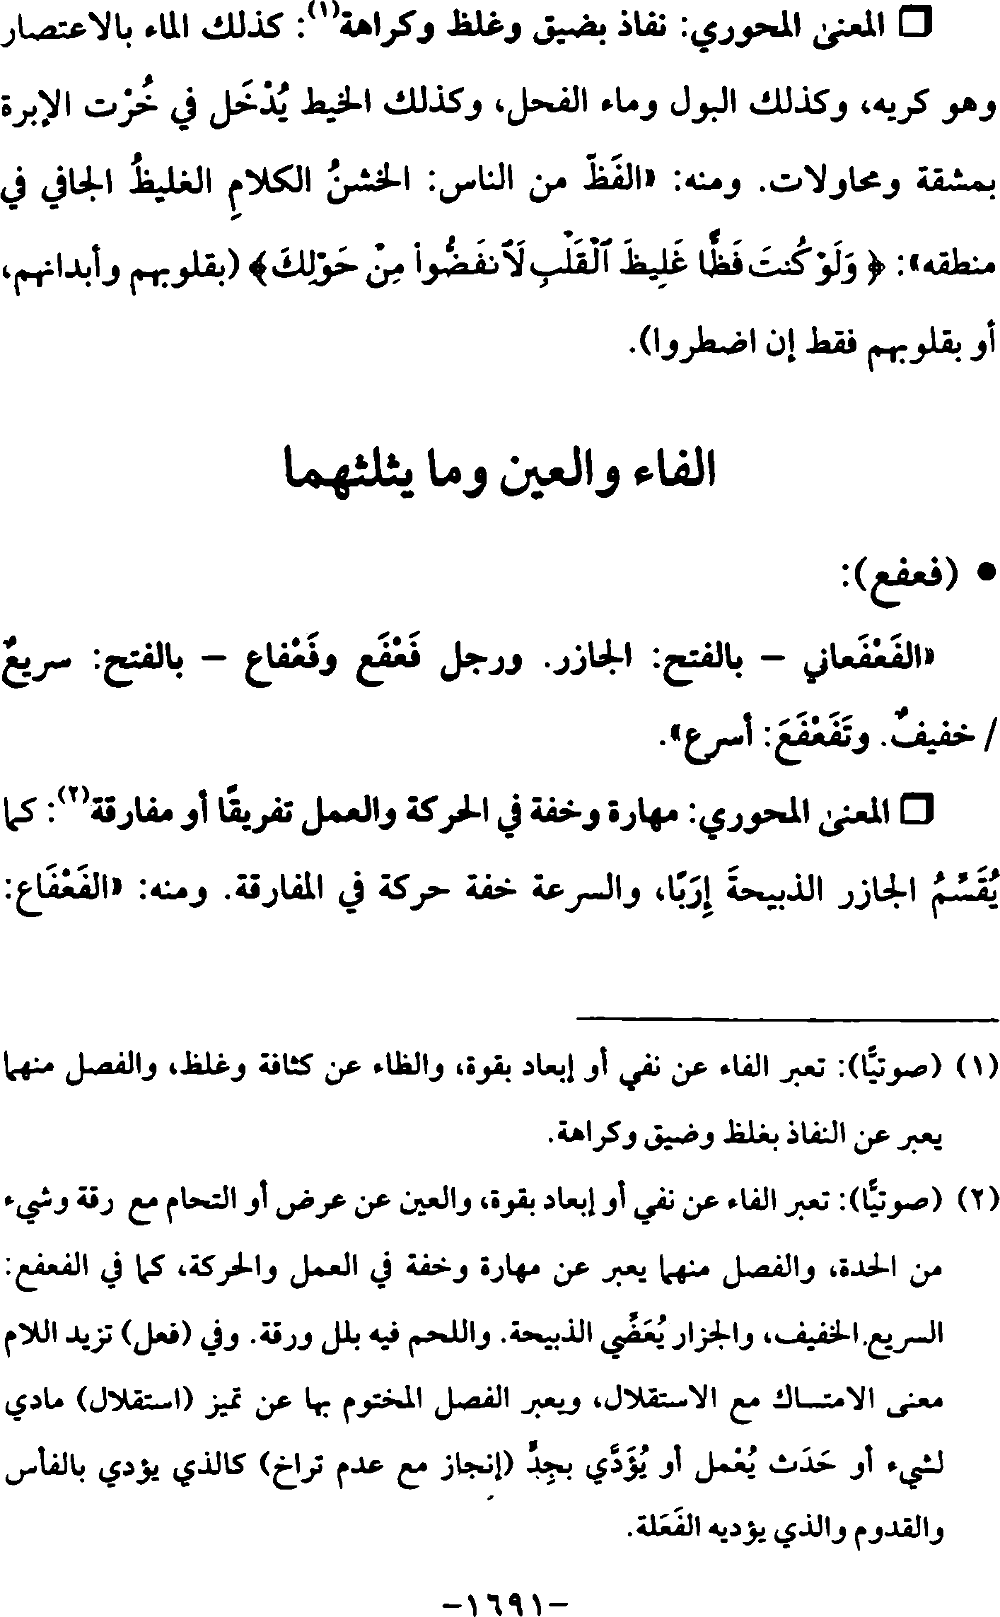 □ المعنى المحوري: نفاذ بضيق وغلظ وكراهة(١): كذلك الماء بالاعتصار
وهو كريه، وكذلك البول وماء الفحل، وكذلك الخيط يُدْخَل في خُرْت الإبرة
بمشقة ومحاولات. ومنه: «الفَظّ من الناس: الخشنُ الكلامِ الغليظُ الجافي في
منطقه»: ﴿ وَلَوْ كُنتَ فَظًّا غَلِيظَ ٱلْقَلْبِ لَٱنفَضُّوا۟ مِنْ حَوْلِكَ﴾ (بقلوبهم وأبدانهم،
أو بقلوبهم فقط إن اضطروا).
الفاء والعين وما يثلثهما
● (فعفع):
«الفَعْفَعاني – بالفتح: الجازر. ورجل فَعْفَع وفَعْفاع – بالفتح: سريعٌ
/ خفيفٌ. وتَفَعْفَعَ: أسرع».
□ المعنى المحوري: مهارة وخفة في الحركة والعمل تفريقًا أو مفارقة(٢): كما
يُقَسِّمُ الجازر الذبيحةَ إِرَبًا، والسرعة خفة حركة في المفارقة. ومنه: «الفَعْفَاع:
(١) (صوتيًّا): تعبر الفاء عن نفي أو إبعاد بقوة، والظاء عن كثافة وغلظ، والفصل منهما
يعبر عن النفاذ بغلظ وضيق وكراهة.
(٢) (صوتيًّا): تعبر الفاء عن نفي أو إبعاد بقوة، والعين عن عرض أو التحام مع رقة وشيء
من الحدة، والفصل منهما يعبر عن مهارة وخفة في العمل والحركة، كما في الفعفع:
السريع الخفيف، والجزار يُعَضِّي الذبيحة. واللحم فيه بلل ورقة. وفي (فعل) تزيد اللام
معنى الامتساك مع الاستقلال، ويعبر الفصل المختوم بها عن تميز (استقلال) مادي
لشيء أو حَدَث يُعْمل أو يُؤَدَّي بجِدٍّ (إنجاز مع عدم تراخ) كالذي يؤدي بالفأس
والقدوم والذي يؤديه الفَعَلة.
-١٦٩١-